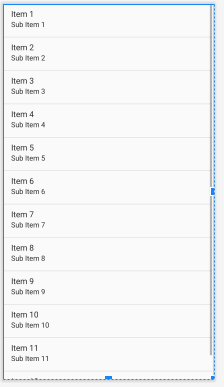 Item 1
Sub Item 1
Item 2
Sub Item 2
Item 3
Sub Item 3
Item 4
Sub Item 4
Item 5
Sub Item 5
Item 6
Sub Item 6
Item 7
Sub Item 7
Item 8
Sub Item 8
Item 9
Sub Item 9
Item 10
Sub Item 10
Item 11
Sub Item 11